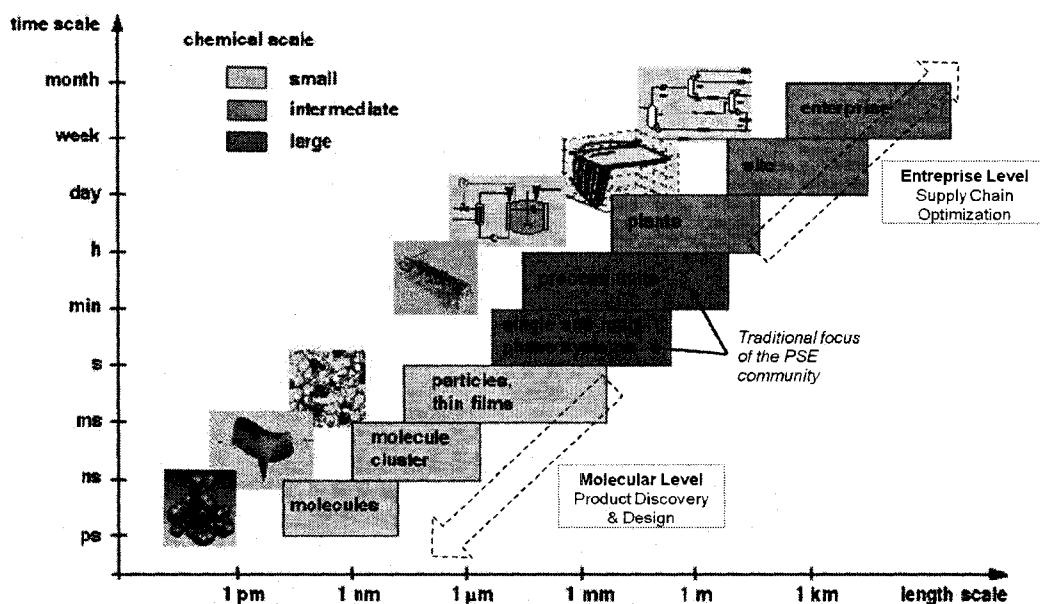 time scale
chemical scale
small
intermediate
large
month
week
day
h
min
s
ms
ns
ps
enterprise
site
plants
process units
particles,
thin films
molecule
cluster
molecules
Entreprise Level
Supply Chain
Optimization
Traditional focus
of the PSE
community
Molecular Level
Product Discovery
& Design
1 pm
1 nm
1 µm
1 mm
1 m
1 km
length scale